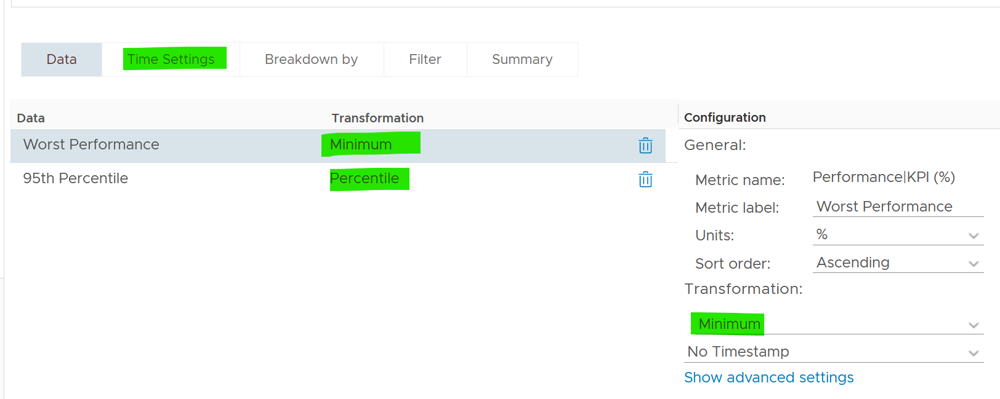 Data Time Settings Breakdown by Filter Summary
Data Transformation
Worst Performance Minimum
95th Percentile Percentile
Configuration
General:
Metric name: Performance|KPI (%)
Metric label: Worst Performance
Units: %
Sort order: Ascending
Transformation:
Minimum
No Timestamp
Show advanced settings